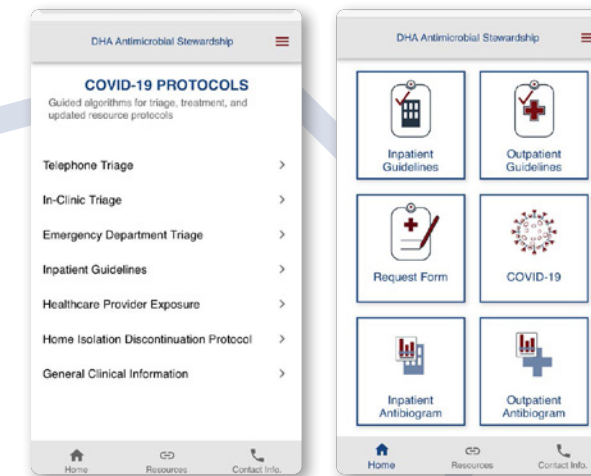 DHA Antimicrobial Stewardship
COVID-19 PROTOCOLS
Guided algorithms for triage, treatment, and
updated resource protocols
Telephone Triage
In-Clinic Triage
Emergency Department Triage
Inpatient Guidelines
Healthcare Provider Exposure
Home Isolation Discontinuation Protocol
General Clinical Information
Home
Resources
Contact Info.
DHA Antimicrobial Stewardship
Inpatient
Guidelines
Outpatient
Guidelines
Request Form
COVID-19
Inpatient
Antibiogram
Outpatient
Antibiogram
Home
Resources
Contact Info.